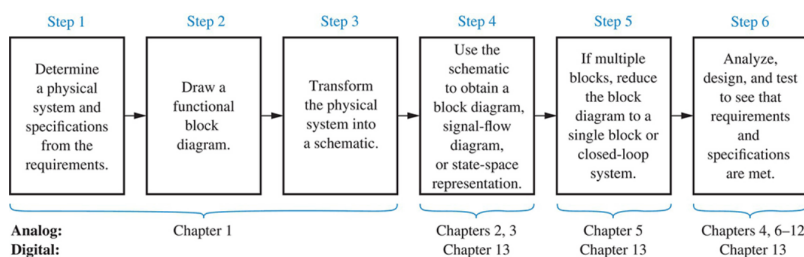 Step 1
Determine
a physical
system and
specifications
from the
requirements.
Step 2
Draw a
functional
block
diagram.
Step 3
Transform
the physical
system into
a schematic.
Step 4
Use the
schematic
to obtain a
block diagram,
signal-flow
diagram,
or state-space
representation.
Step 5
If multiple
blocks, reduce
the block
diagram to a
single block or
closed-loop
system.
Step 6
Analyze,
design, and test
to see that
requirements
and
specifications
are met.
Analog: Chapter 1 Chapters 2, 3 Chapter 5 Chapters 4, 6–12
Digital: Chapter 13 Chapter 13 Chapter 13